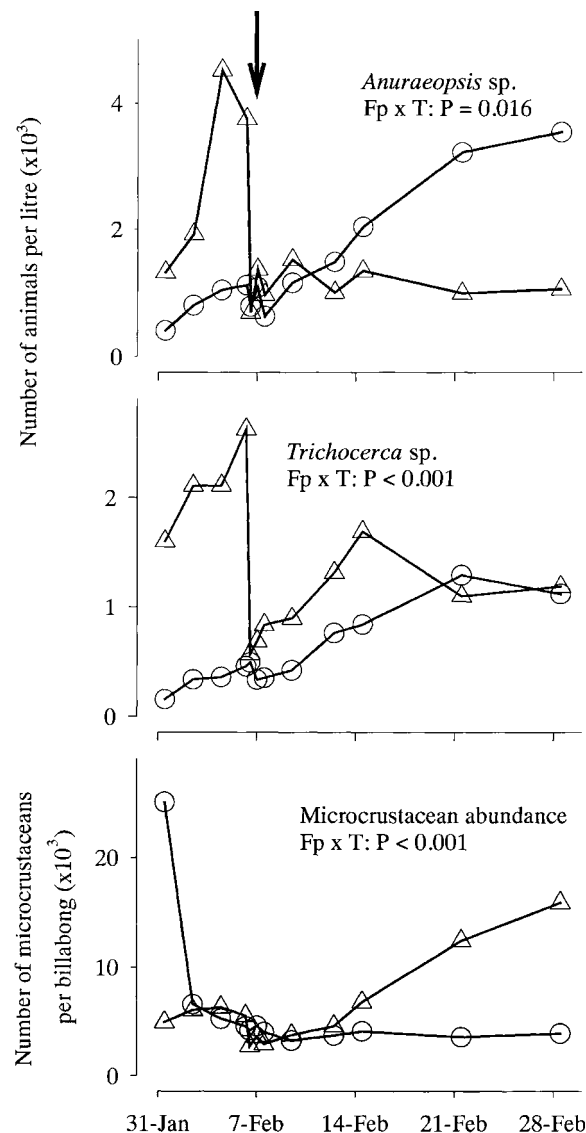 Number of animals per litre (x10³)
4
2
0
Anuraeopsis sp.
Fp x T: P = 0.016
2
1
0
Trichocerca sp.
Fp x T: P < 0.001
Number of microcrustaceans
per billabong (x10³)
20
10
0
Microcrustacean abundance
Fp x T: P < 0.001
31-Jan 7-Feb 14-Feb 21-Feb 28-Feb